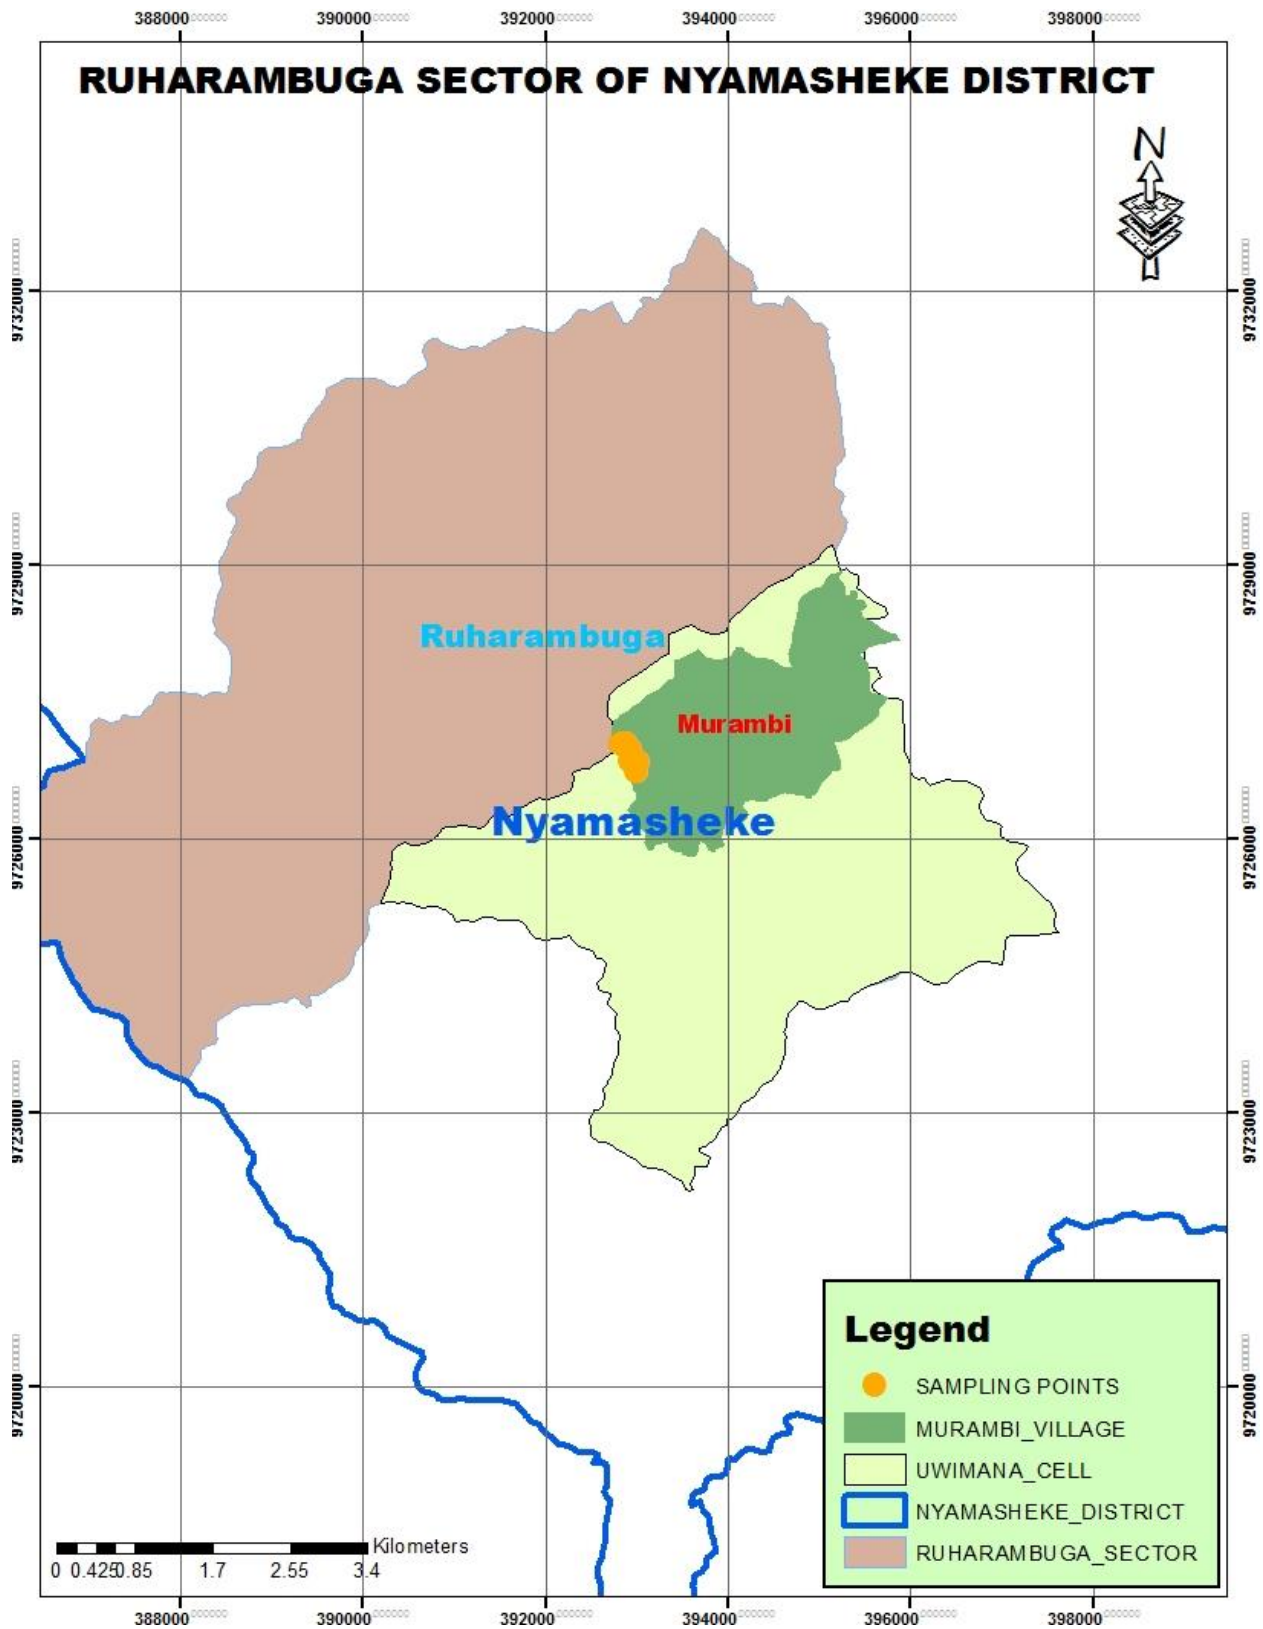 388000 390000 392000 394000 396000 398000
RUHARAMBUGA SECTOR OF NYAMASHEKE DISTRICT
N
9732000 9732000
9729000 9729000
Ruharambuga
Murambi
Nyamasheke
9726000 9726000
9723000 9723000
Legend
9720000 9720000
SAMPLING POINTS
MURAMBI_VILLAGE
UWIMANA_CELL
NYAMASHEKE_DISTRICT
RUHARAMBUGA_SECTOR
Kilometers
0 0.425 0.85 1.7 2.55 3.4
388000 390000 392000 394000 396000 398000